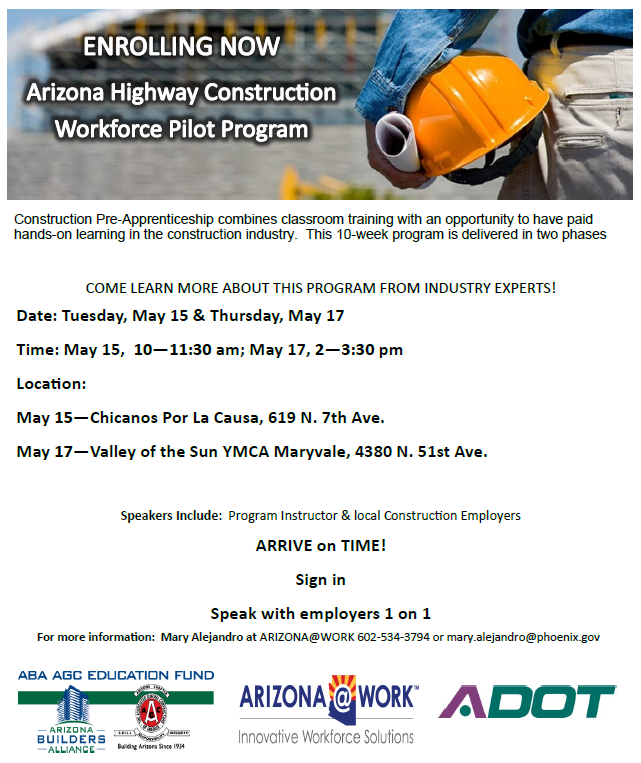 ENROLLING NOW
Arizona Highway Construction
Workforce Pilot Program
Construction Pre-Apprenticeship combines classroom training with an opportunity to have paid
hands-on learning in the construction industry.  This 10-week program is delivered in two phases
COME LEARN MORE ABOUT THIS PROGRAM FROM INDUSTRY EXPERTS!
Date: Tuesday, May 15 & Thursday, May 17
Time: May 15,  10—11:30 am; May 17, 2—3:30 pm
Location:
May 15—Chicanos Por La Causa, 619 N. 7th Ave.
May 17—Valley of the Sun YMCA Maryvale, 4380 N. 51st Ave.
Speakers Include:  Program Instructor & local Construction Employers
ARRIVE on TIME!
Sign in
Speak with employers 1 on 1
For more information:  Mary Alejandro at ARIZONA@WORK 602-534-3794 or mary.alejandro@phoenix.gov
ABA AGC EDUCATION FUND
ARIZONA
BUILDERS
ALLIANCE
SKILL
INTEGRITY
Building Arizona Since 1934
ARIZONA@WORK™
Innovative Workforce Solutions
ADOT